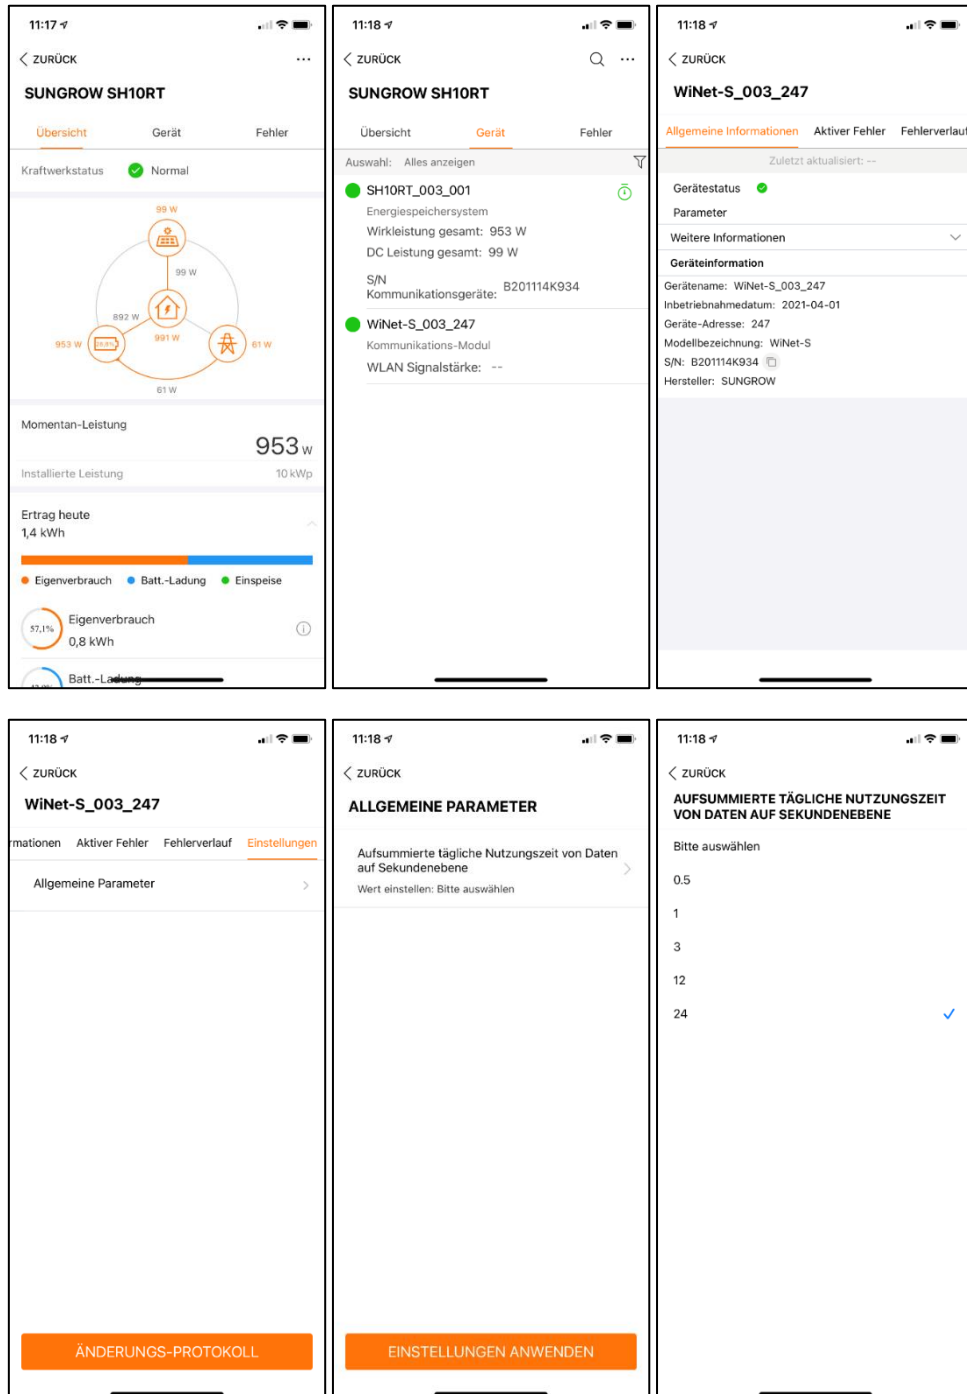 11:17
ZURÜCK
SUNGROW SH10RT
Übersicht Gerät Fehler
Kraftwerkstatus Normal
99 W
99 W
892 W
953 W 991 W 61 W
61 W
Momentan-Leistung
953 W
Installierte Leistung 10 kWp
Ertrag heute
1,4 kWh
Eigenverbrauch Batt.-Ladung Einspeise
57,1% Eigenverbrauch
0,8 kWh
Batt.-Ladung
11:18
ZURÜCK
SUNGROW SH10RT
Übersicht Gerät Fehler
Auswahl: Alles anzeigen
SH10RT_003_001
Energiespeichersystem
Wirkleistung gesamt: 953 W
DC Leistung gesamt: 99 W
S/N
Kommunikationsgeräte: B201114K934
WiNet-S_003_247
Kommunikations-Modul
WLAN Signalstärke: --
11:18
ZURÜCK
WiNet-S_003_247
Allgemeine Informationen Aktiver Fehler Fehlerverlauf
Zuletzt aktualisiert: --
Gerätestatus
Parameter
Weitere Informationen
Geräteinformation
Gerätename: WiNet-S_003_247
Inbetriebnahmedatum: 2021-04-01
Geräte-Adresse: 247
Modellbezeichnung: WiNet-S
S/N: B201114K934
Hersteller: SUNGROW
11:18
ZURÜCK
WiNet-S_003_247
rmationen Aktiver Fehler Fehlerverlauf Einstellungen
Allgemeine Parameter
ÄNDERUNGS-PROTOKOLL
11:18
ZURÜCK
ALLGEMEINE PARAMETER
Aufsummierte tägliche Nutzungszeit von Daten
auf Sekundenebene
Wert einstellen: Bitte auswählen
EINSTELLUNGEN ANWENDEN
11:18
ZURÜCK
AUFSUMMIERTE TÄGLICHE NUTZUNGSZEIT
VON DATEN AUF SEKUNDENEBENE
Bitte auswählen
0.5
1
3
12
24